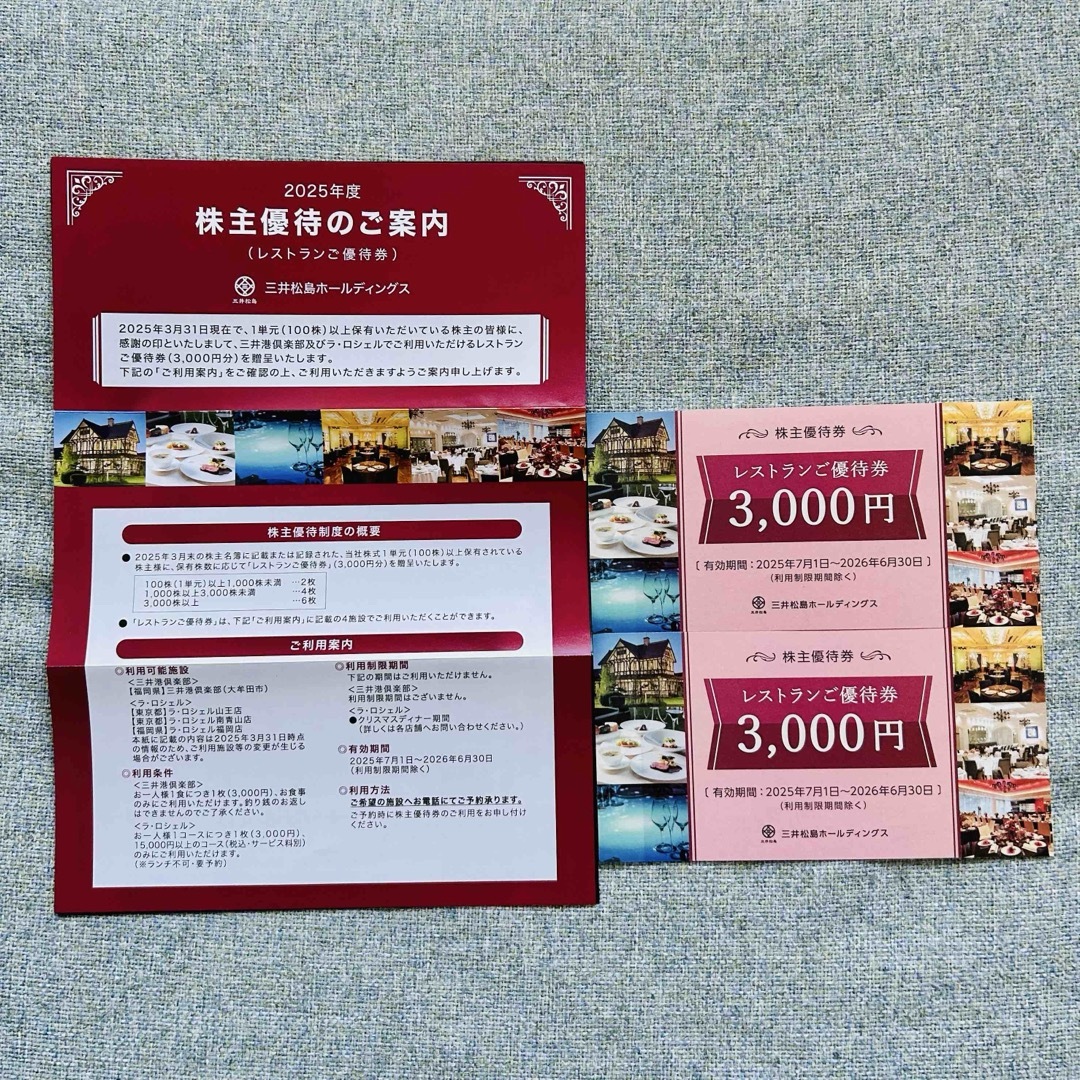 2025年度
株主優待のご案内
（レストランご優待券）
三井松島
三井松島ホールディングス
2025年3月31日現在で、1単元（100株）以上保有いただいている株主の皆様に、
感謝の印といたしまして、三井港倶楽部及びラ・ロシェルでご利用いただけるレストラン
ご優待券（3,000円分）を贈呈いたします。
下記の「ご利用案内」をご確認の上、ご利用いただきますようご案内申し上げます。
株主優待制度の概要
●2025年3月末の株主名簿に記載または記録された、当社株式1単元（100株）以上保有されている
株主様に、保有株数に応じて「レストランご優待券」（3,000円分）を贈呈いたします。
100株（1単元）以上1,000株未満 …2枚
1,000株以上3,000株未満 …4枚
3,000株以上 …6枚
●「レストランご優待券」は、下記「ご利用案内」に記載の4施設でご利用いただくことができます。
ご利用案内
◎利用可能施設
＜三井港倶楽部＞
【福岡県】三井港倶楽部（大牟田市）
＜ラ・ロシェル＞
【東京都】ラ・ロシェル山王店
【東京都】ラ・ロシェル南青山店
【福岡県】ラ・ロシェル福岡店
本紙に記載の内容は2025年3月31日時点
の情報のため、ご利用施設等の変更が生じる
場合がございます。
◎利用条件
＜三井港倶楽部＞
お一人様1食につき1枚（3,000円）、お食事
のみにご利用いただけます。釣り銭のお返し
はできませんのでご了承ください。
＜ラ・ロシェル＞
お一人様1コースにつき1枚（3,000円）、
15,000円以上のコース（税込・サービス料別）
のみにご利用いただけます。
（※ランチ不可・要予約）
◎利用制限期間
下記の期間はご利用いただけません。
＜三井港倶楽部＞
利用制限期間はございません。
＜ラ・ロシェル＞
●クリスマスディナー期間
（詳しくは各店舗へお問い合わせください。）
◎有効期間
2025年7月1日～2026年6月30日
（利用制限期間除く）
◎利用方法
ご希望の施設へお電話にてご予約承ります。
ご予約時に株主優待券のご利用をお申し付け
ください。
株主優待券
レストランご優待券
3,000円
〔有効期間：2025年7月1日～2026年6月30日〕
（利用制限期間除く）
三井松島
三井松島ホールディングス
株主優待券
レストランご優待券
3,000円
〔有効期間：2025年7月1日～2026年6月30日〕
（利用制限期間除く）
三井松島
三井松島ホールディングス